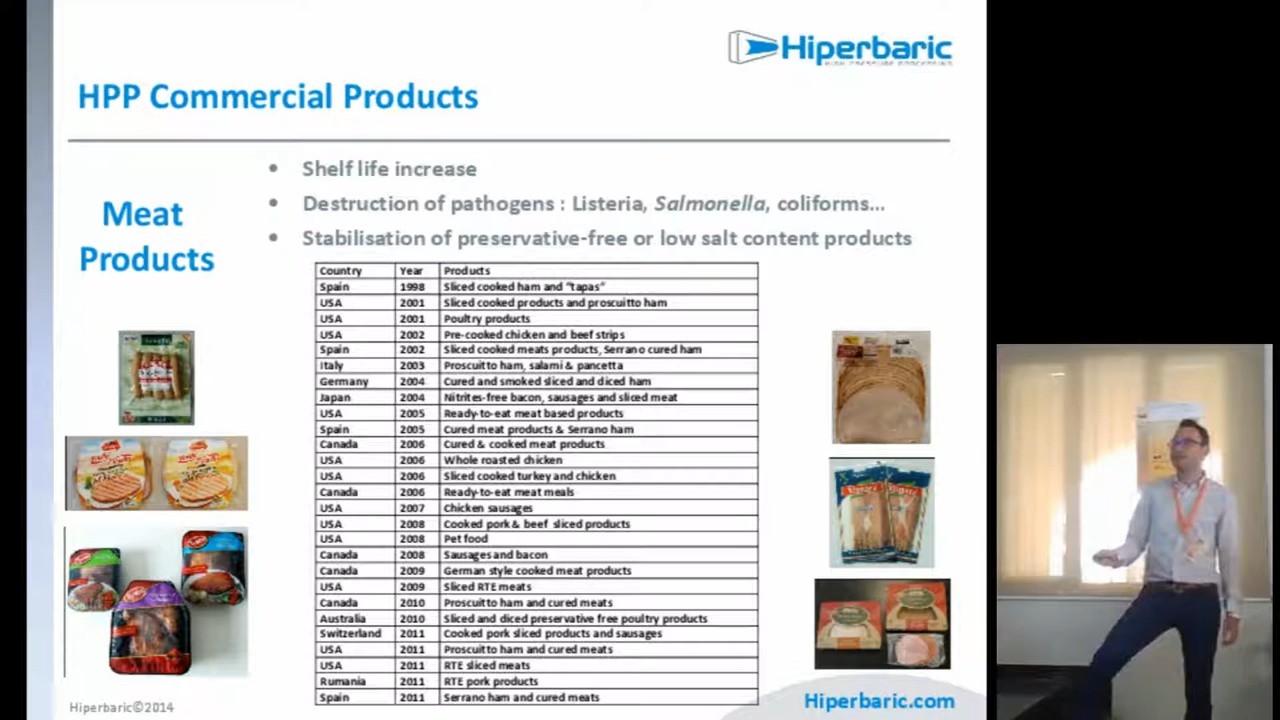 Hiperbaric
HIGH PRESSURE PROCESSING
HPP Commercial Products
• Shelf life increase
• Destruction of pathogens : Listeria, Salmonella, coliforms...
• Stabilisation of preservative-free or low salt content products
Meat
Products
Country Year Products
Spain 1998 Sliced cooked ham and "tapas"
USA 2001 Sliced cooked products and proscuitto ham
USA 2001 Poultry products
USA 2002 Pre-cooked chicken and beef strips
Spain 2002 Sliced cooked meats products, Serrano cured ham
Italy 2003 Proscuitto ham, salami & pancetta
Germany 2004 Cured and smoked sliced and diced ham
Japan 2004 Nitrites-free bacon, sausages and sliced meat
USA 2005 Ready-to-eat meat based products
Spain 2005 Cured meat products & Serrano ham
Canada 2006 Cured & cooked meat products
USA 2006 Whole roasted chicken
USA 2006 Sliced cooked turkey and chicken
Canada 2006 Ready-to-eat meat meals
USA 2007 Chicken sausages
USA 2008 Cooked pork & beef sliced products
USA 2008 Pet food
Canada 2008 Sausages and bacon
Canada 2009 German style cooked meat products
USA 2009 Sliced RTE meats
Canada 2010 Proscuitto ham and cured meats
Australia 2010 Sliced and diced preservative free poultry products
Switzerland 2011 Cooked pork sliced products and sausages
USA 2011 Proscuitto ham and cured meats
USA 2011 RTE sliced meats
Rumania 2011 RTE pork products
Spain 2011 Serrano ham and cured meats
Hiperbaric©2014
Hiperbaric.com